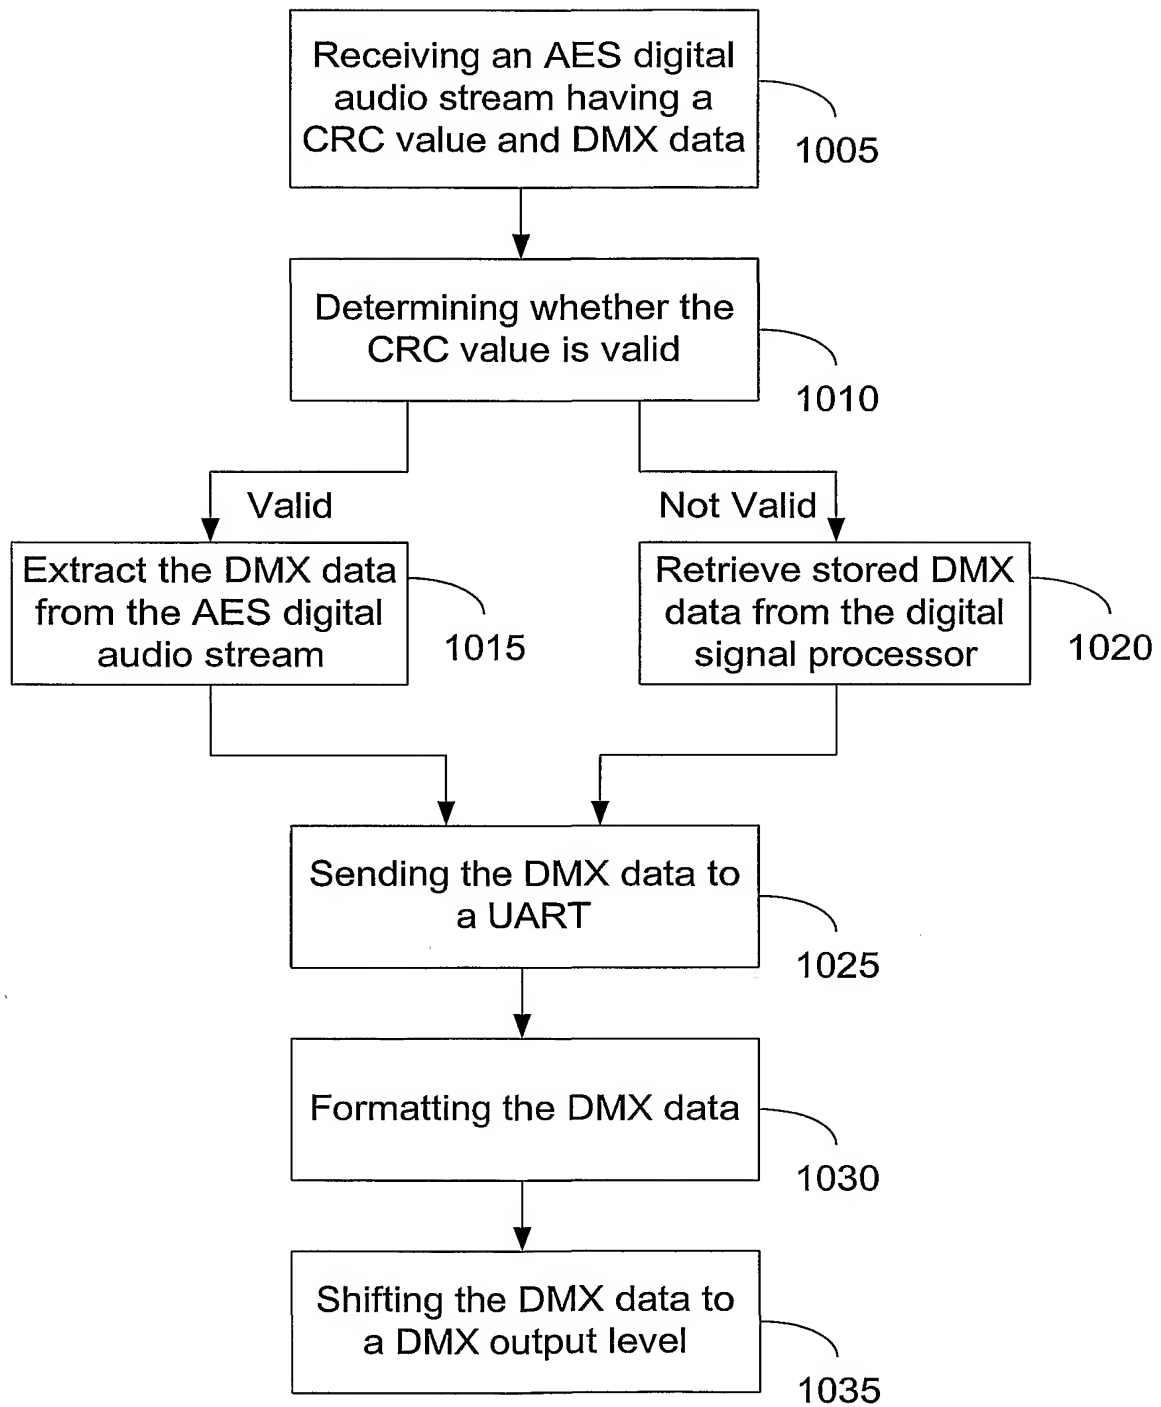 Receiving an AES digital
audio stream having a
CRC value and DMX data
1005
Determining whether the
CRC value is valid
1010
Valid
Not Valid
Extract the DMX data
from the AES digital
audio stream
1015
Retrieve stored DMX
data from the digital
signal processor
1020
Sending the DMX data to
a UART
1025
Formatting the DMX data
1030
Shifting the DMX data to
a DMX output level
1035